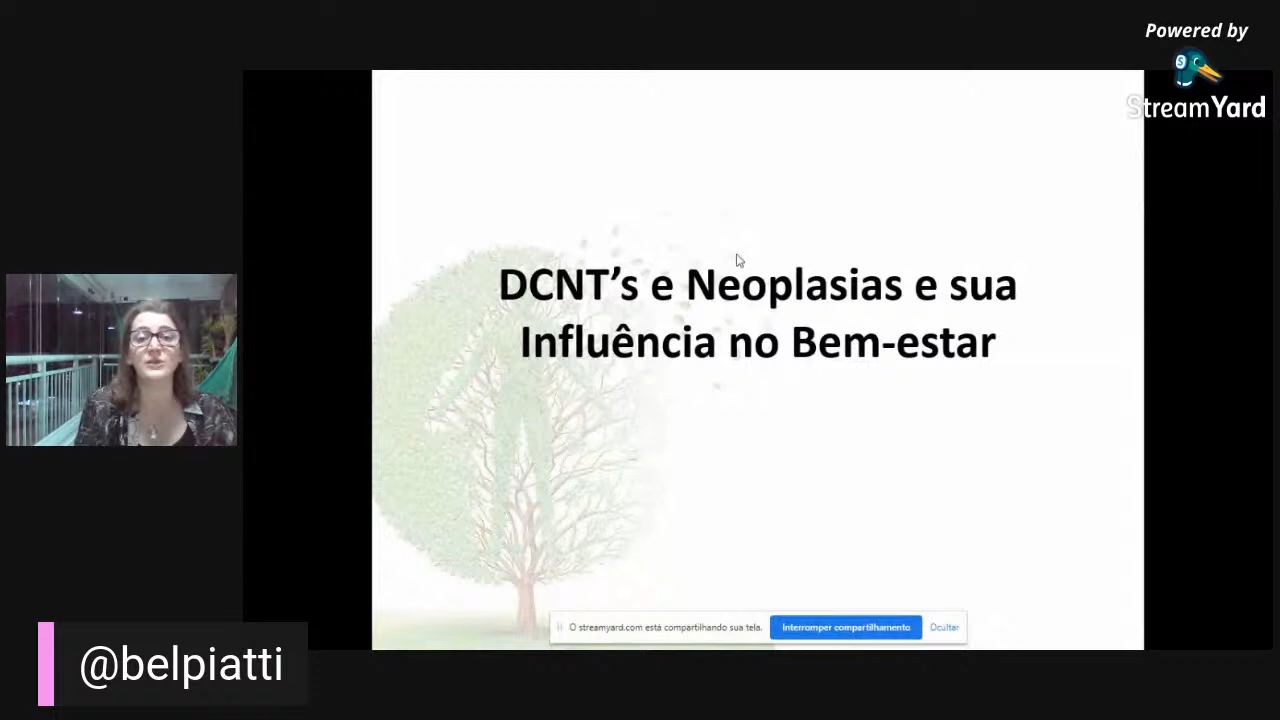 Powered by
StreamYard
DCNT’s e Neoplasias e sua
Influência no Bem-estar
O streamyard.com está compartilhando sua tela.
Interromper compartilhamento
Ocultar
@belpiatti